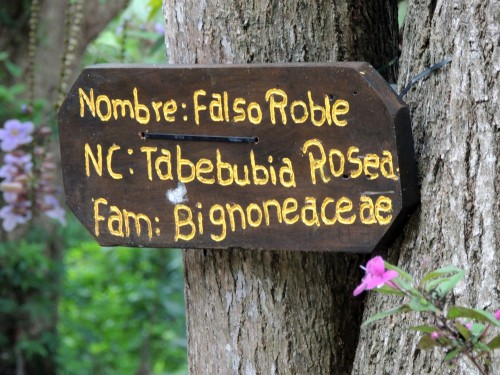 Nombre: Falso Roble
NC: Tabebubia Rosea
Fam: Bignoneaceae